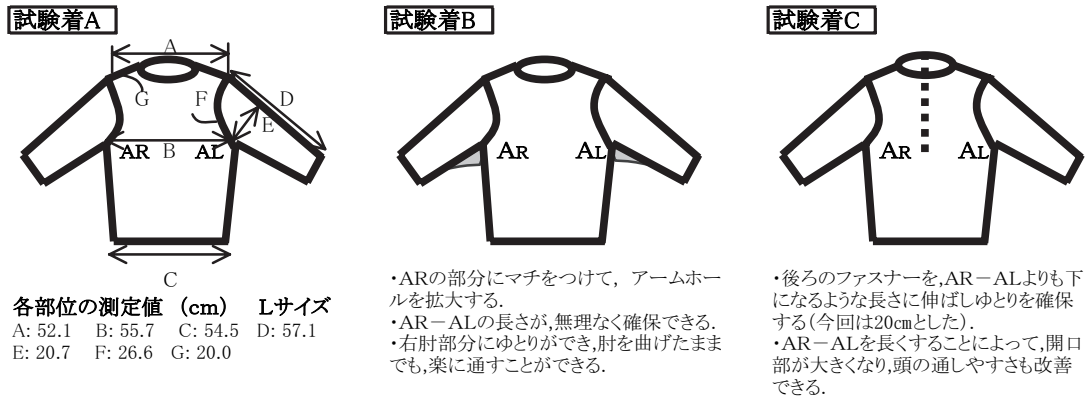 試験着A
A
G
F
D
E
B
AR
AL
C
各部位の測定値 (cm) Lサイズ
A: 52.1 B: 55.7 C: 54.5 D: 57.1
E: 20.7 F: 26.6 G: 20.0
試験着B
AR
AL
・ARの部分にマチをつけて, アームホー
ルを拡大する.
・AR－ALの長さが,無理なく確保できる.
・右肘部分にゆとりができ,肘を曲げたまま
でも,楽に通すことができる.
試験着C
AR
AL
・後ろのファスナーを,AR－ALよりも下
になるような長さに伸ばしゆとりを確保
する(今回は20㎝とした).
・AR－ALを長くすることによって,開口
部が大きくなり,頭の通しやすさも改善
できる.